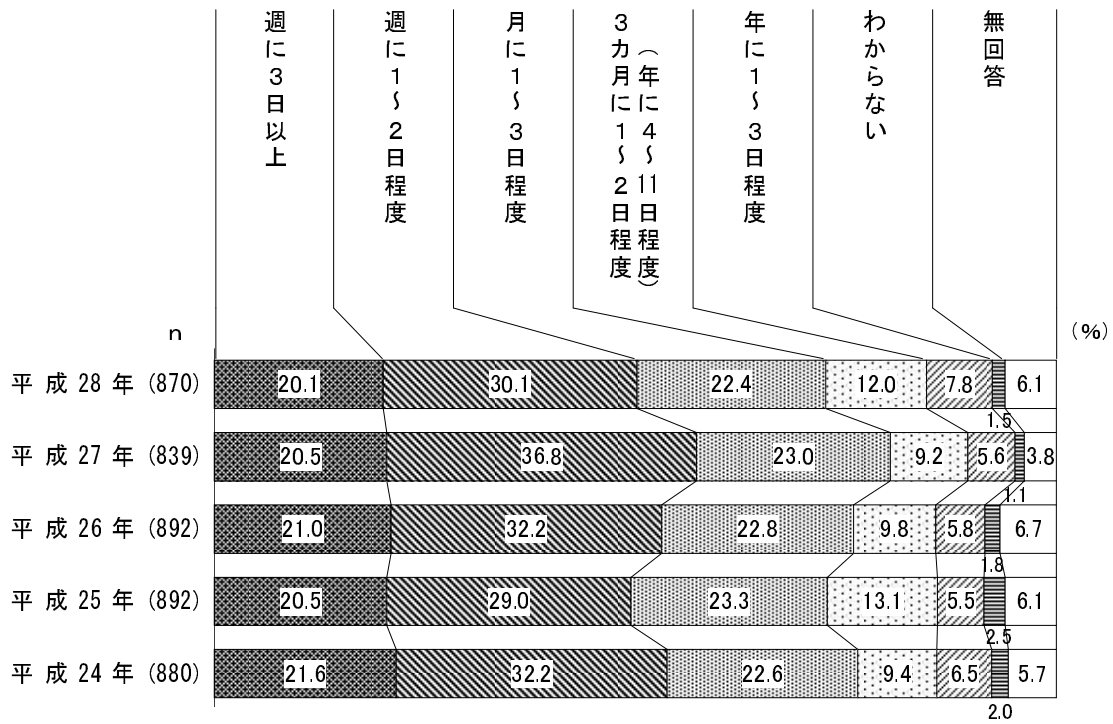 週に３日以上
週に１～２日程度
月に１～３日程度
３カ月に１～２日程度
（年に４～11日程度）
年に１～３日程度
わからない
無回答
n
(%)
平成28年(870) 20.1 30.1 22.4 12.0 7.8 6.1
1.5
平成27年(839) 20.5 36.8 23.0 9.2 5.6 3.8
1.1
平成26年(892) 21.0 32.2 22.8 9.8 5.8 6.7
1.8
平成25年(892) 20.5 29.0 23.3 13.1 5.5 6.1
2.5
平成24年(880) 21.6 32.2 22.6 9.4 6.5 5.7
2.0